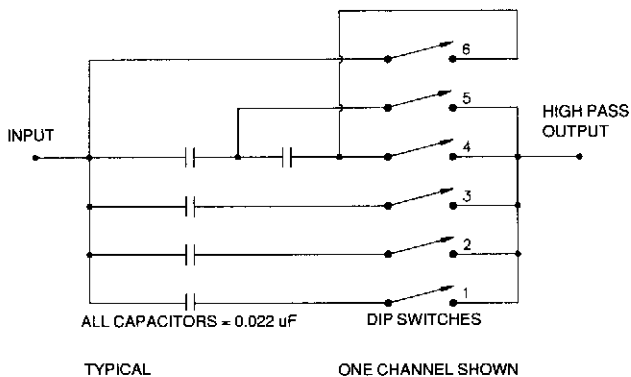 6
5
HIGH PASS
OUTPUT
INPUT
4
3
2
1
ALL CAPACITORS = 0.022 uF
DIP SWITCHES
TYPICAL
ONE CHANNEL SHOWN